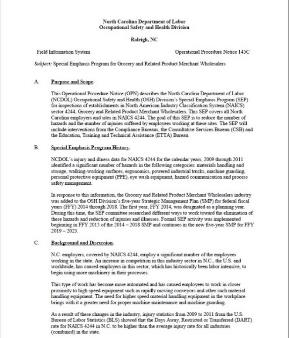 North Carolina Department of Labor
Occupational Safety and Health Division
Raleigh, NC
Field Information System Operational Procedure Notice 143C
Subject: Special Emphasis Program for Grocery and Related Product Merchant Wholesalers
A. Purpose and Scope.
This Operational Procedure Notice (OPN) describes the North Carolina Department of Labor
(NCDOL) Occupational Safety and Health (OSH) Division's Special Emphasis Program (SEP)
for inspections of establishments in North American Industry Classification System (NAICS)
sector 4244, Grocery and Related Product Merchant Wholesalers. This SEP covers all North
Carolina employers and sites in NAICS 4244. The goal of this SEP is to reduce the number of
hazards and the number of injuries suffered by employees working at these sites. The SEP will
include interventions from the Compliance Bureau, the Consultative Services Bureau (CSB) and
the Education, Training and Technical Assistance (ETTA) Bureau.
B. Special Emphasis Program History.
NCDOL's injury and illness data for NAICS 4244 for the calendar years, 2009 through 2011
identified a significant number of hazards in the following categories: materials handling and
storage, walking-working surfaces, ergonomics, powered industrial trucks, machine guarding,
personal protective equipment (PPE), eye wash equipment, hazard communication and process
safety management.
In response to this information, the Grocery and Related Product Merchant Wholesalers industry
was added to the OSH Division's five-year Strategic Management Plan (SMP) for federal fiscal
years (FFY) 2014 through 2018. The first year, FFY 2014, was designated as a planning year.
During this time, the SEP committee researched different ways to work toward the elimination of
these hazards and reduction of injuries and illnesses. Formal SEP activity was implemented
beginning in FFY 2015 of the 2014 – 2018 SMP and continues in the new five-year SMP for FFY
2019 – 2023.
C. Background and Discussion.
N.C. employers, covered by NAICS 4244, employ a significant number of the employees
working in the state. An increase in competition in this industry sector in N.C., the U.S. and
worldwide, has caused employers in this sector, which has historically been labor intensive, to
begin using more machinery in their processes.
This type of work has become more automated and has caused employees to work in closer
proximity to high speed equipment such as rapidly moving conveyors and other such material
handling equipment. The need for higher speed material handling equipment in the workplace
brings with it a greater need for proper machine maintenance and machine guarding.
As a result of these changes in the industry, injury statistics from 2009 to 2011 from the U.S.
Bureau of Labor Statistics (BLS) showed that the Days Away, Restricted or Transferred (DART)
rate for NAICS 4244 in N.C. to be higher than the average injury rate for all industries
(combined) in the state.